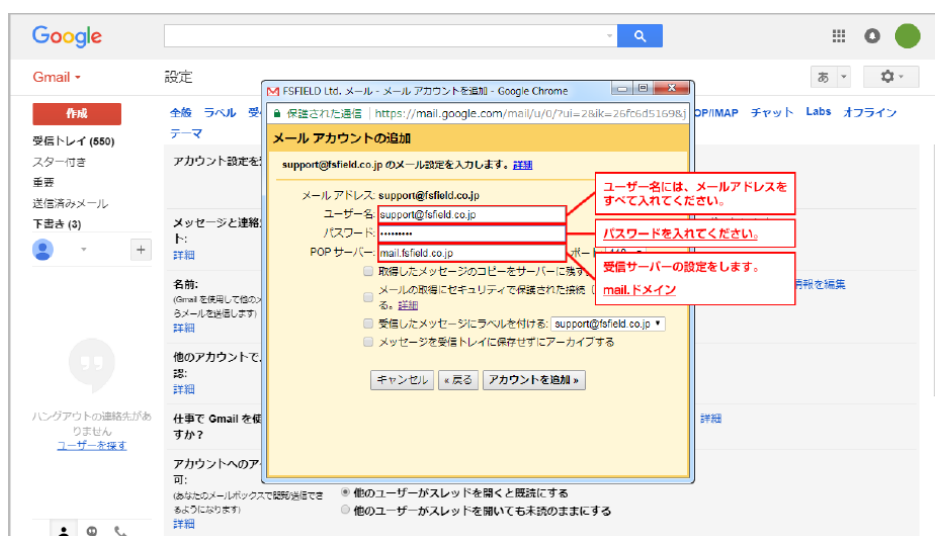 Google
Gmail
設定
あ
作成
受信トレイ (550)
スター付き
重要
送信済みメール
下書き (3)
ハングアウトの連絡先があ
りません
ユーザーを探す
全般 ラベル 受
OP/IMAP チャット Labs オフライン
テーマ
アカウント設定を
メッセージと連絡
ト:
詳細
名前:
(Gmail を使用して他の
らメールを送信します)
詳細
情報を編集
他のアカウントで
認:
詳細
仕事で Gmail を使
すか？
詳細
アカウントへのア
可:
(あなたのメールボックスで閲覧/送信でき
るようになります)
詳細
他のユーザーがスレッドを開くと既読にする
他のユーザーがスレッドを開いても未読のままにする
FSFIELD Ltd. メール - メール アカウントを追加 - Google Chrome
保護された通信 https://mail.google.com/mail/u/0/?ui=2&ik=26fc6d5169&j
メール アカウントの追加
support@fsfield.co.jp のメール設定を入力します。 詳細
メール アドレス: support@fsfield.co.jp
ユーザー名: support@fsfield.co.jp
パスワード: •••••••••
POP サーバー: mail.fsfield.co.jp ポート
取得したメッセージのコピーをサーバーに残す
メールの取得にセキュリティで保護された接続
る。 詳細
受信したメッセージにラベルを付ける: support@fsfield.co.jp
メッセージを受信トレイに保存せずにアーカイブする
キャンセル « 戻る アカウントを追加 »
ユーザー名には、メールアドレスを
すべて入れてください。
パスワードを入れてください。
受信サーバーの設定をします。
mail.ドメイン